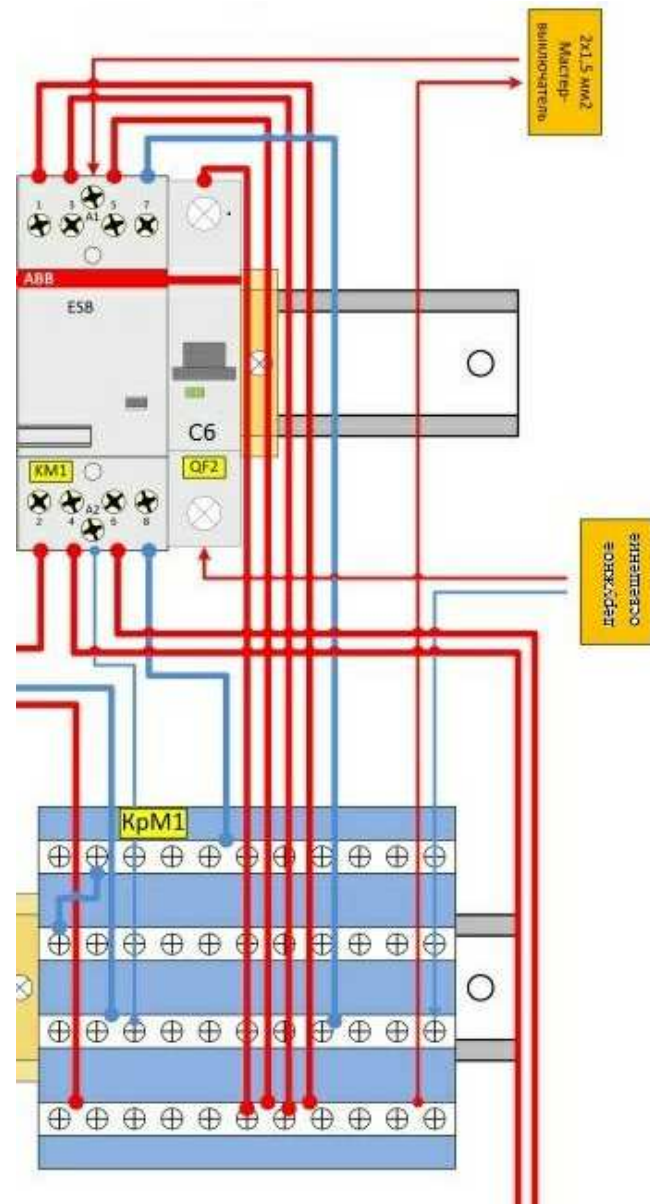 2x1,5 мм2
Мастер-
выключатель
1 3 5 7
A1
ABB
ESB
C6
KM1
QF2
A2
2 4 6 8
наружное
освещение
КрМ1